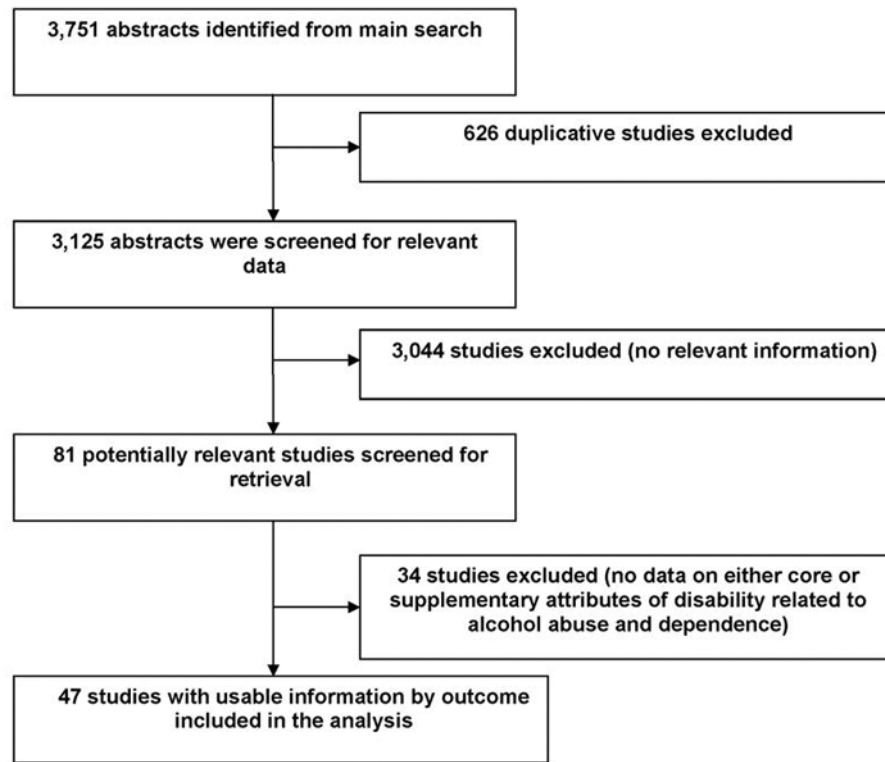 3,751 abstracts identified from main search
626 duplicative studies excluded
3,125 abstracts were screened for relevant
data
3,044 studies excluded (no relevant information)
81 potentially relevant studies screened for
retrieval
34 studies excluded (no data on either core or
supplementary attributes of disability related to
alcohol abuse and dependence)
47 studies with usable information by outcome
included in the analysis